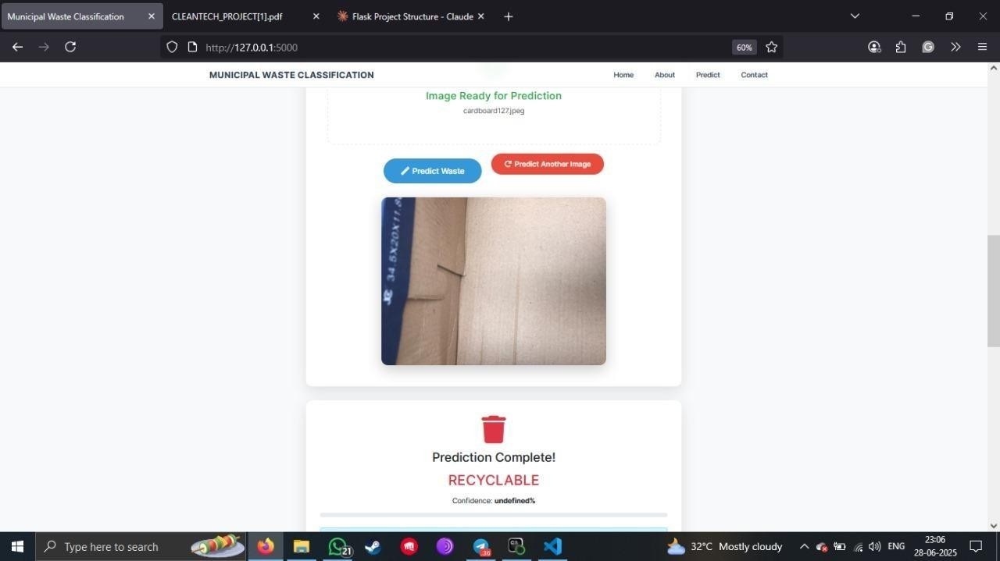 Municipal Waste Classification
CLEANTECH_PROJECT[1].pdf
Flask Project Structure - Claude
http://127.0.0.1:5000
60%
MUNICIPAL WASTE CLASSIFICATION
Home
About
Predict
Contact
Image Ready for Prediction
cardboard127.jpeg
Predict Waste
Predict Another Image
34.5X20X11.8
Prediction Complete!
RECYCLABLE
Confidence: undefined%
Type here to search
21
36
32°C Mostly cloudy
ENG
23:06
28-06-2025